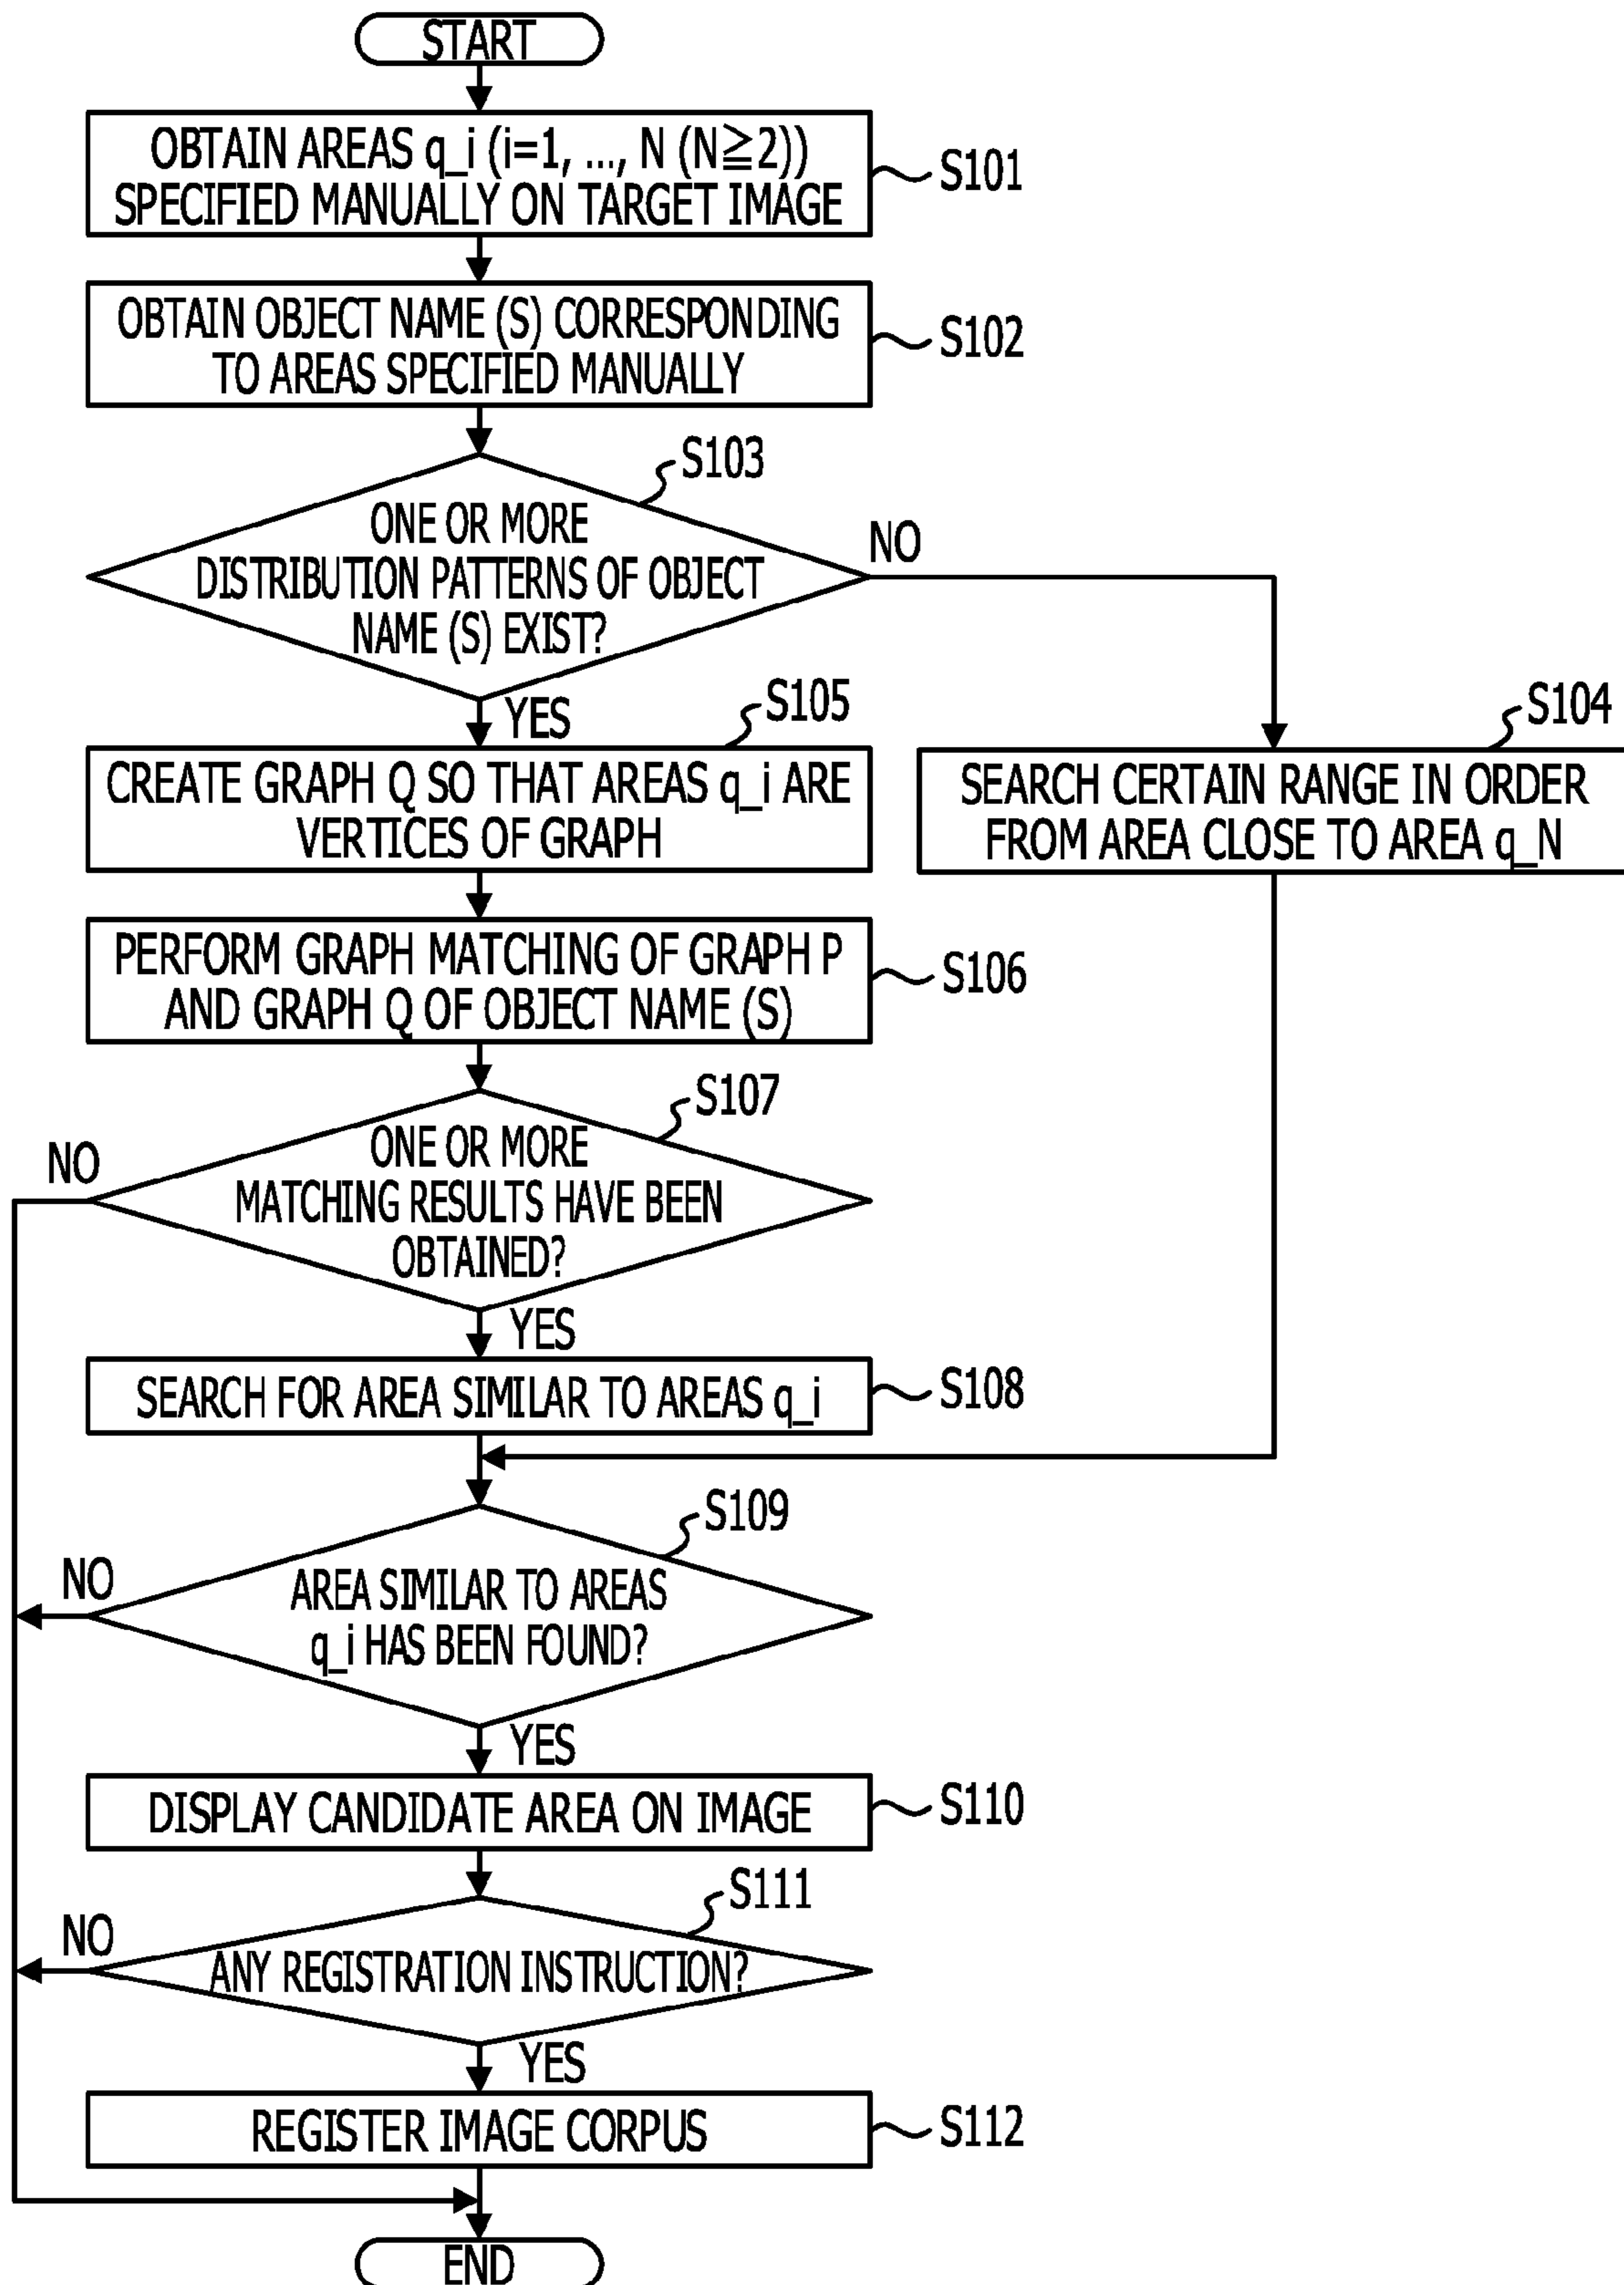 START
OBTAIN AREAS q_i (i=1, ..., N (N≧2))
SPECIFIED MANUALLY ON TARGET IMAGE
S101
OBTAIN OBJECT NAME (S) CORRESPONDING
TO AREAS SPECIFIED MANUALLY
S102
S103
ONE OR MORE
DISTRIBUTION PATTERNS OF OBJECT
NAME (S) EXIST?
NO
YES
S105
CREATE GRAPH Q SO THAT AREAS q_i ARE
VERTICES OF GRAPH
S104
SEARCH CERTAIN RANGE IN ORDER
FROM AREA CLOSE TO AREA q_N
PERFORM GRAPH MATCHING OF GRAPH P
AND GRAPH Q OF OBJECT NAME (S)
S106
S107
ONE OR MORE
MATCHING RESULTS HAVE BEEN
OBTAINED?
NO
YES
SEARCH FOR AREA SIMILAR TO AREAS q_i
S108
S109
AREA SIMILAR TO AREAS
q_i HAS BEEN FOUND?
NO
YES
DISPLAY CANDIDATE AREA ON IMAGE
S110
S111
ANY REGISTRATION INSTRUCTION?
NO
YES
REGISTER IMAGE CORPUS
S112
END